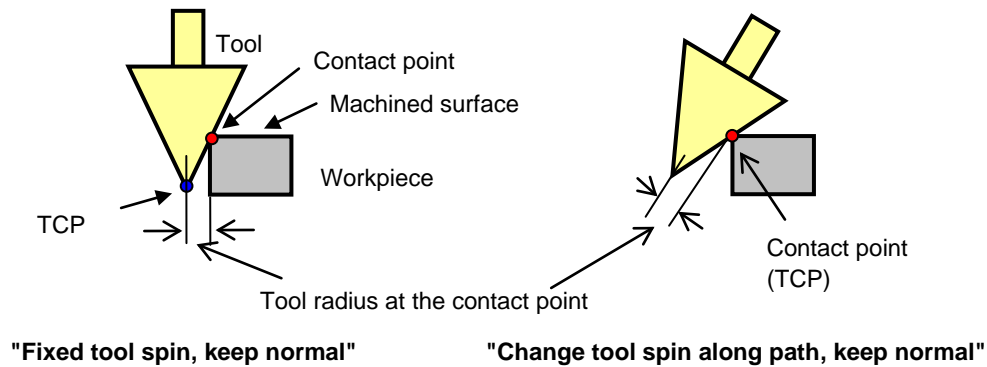 Tool
Contact point
Machined surface
Workpiece
TCP
Contact point
(TCP)
Tool radius at the contact point
"Fixed tool spin, keep normal"
"Change tool spin along path, keep normal"